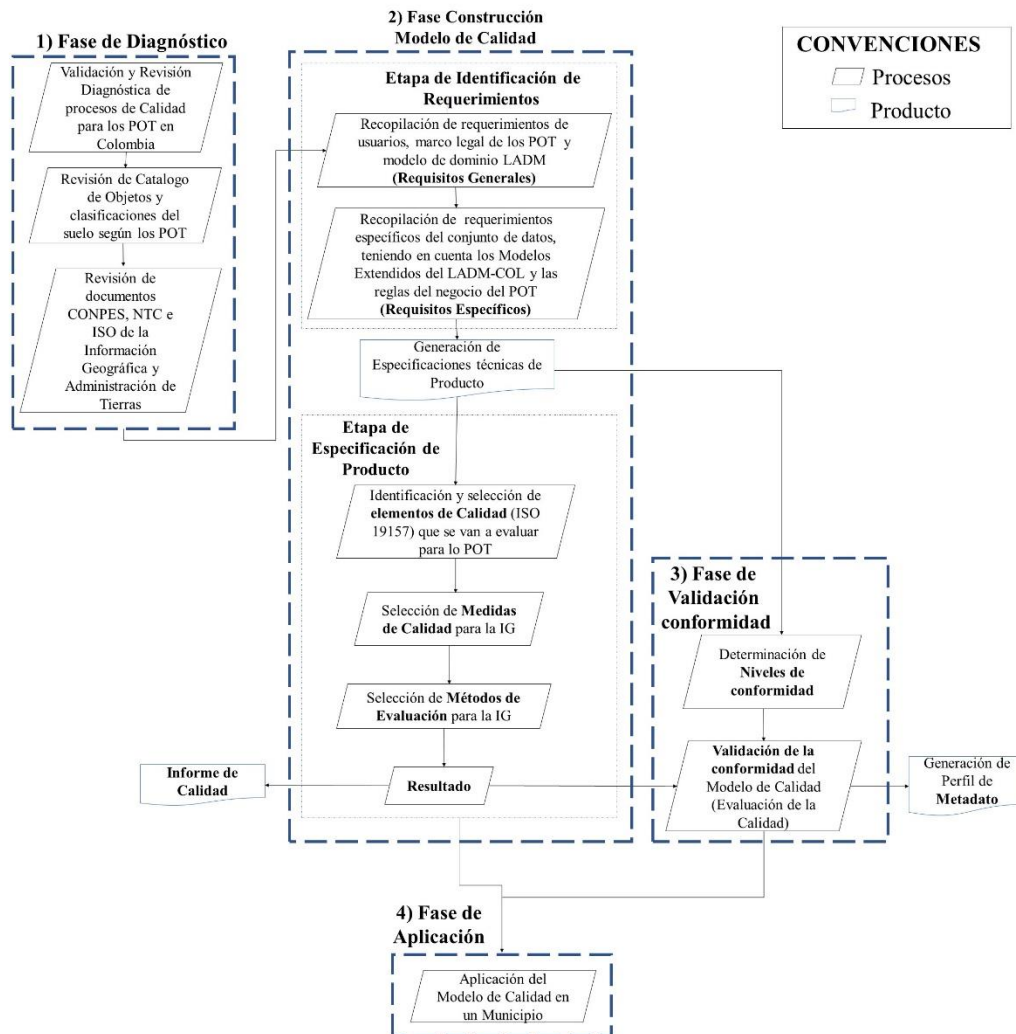 1) Fase de Diagnóstico
Validación y Revisión
Diagnóstica de
procesos de Calidad
para los POT en
Colombia
Revisión de Catalogo
de Objetos y
clasificaciones del
suelo según los POT
Revisión de
documentos
CONPES, NTC e
ISO de la
Información
Geográfica y
Administración de
Tierras
2) Fase Construcción
Modelo de Calidad
Etapa de Identificación de
Requerimientos
Recopilación de requerimientos de
usuarios, marco legal de los POT y
modelo de dominio LADM
(Requisitos Generales)
Recopilación de requerimientos
específicos del conjunto de datos,
teniendo en cuenta los Modelos
Extendidos del LADM-COL y las
reglas del negocio del POT
(Requisitos Específicos)
Generación de
Especificaciones técnicas de
Producto
Etapa de
Especificación de
Producto
Identificación y selección de
elementos de Calidad (ISO
19157) que se van a evaluar
para lo POT
Selección de Medidas
de Calidad para la IG
Selección de Métodos de
Evaluación para la IG
Resultado
Informe de
Calidad
3) Fase de
Validación
conformidad
Determinación de
Niveles de
conformidad
Validación de la
conformidad del
Modelo de Calidad
(Evaluación de la
Calidad)
Generación de
Perfil de
Metadato
4) Fase de
Aplicación
Aplicación del
Modelo de Calidad en
un Municipio
CONVENCIONES
Procesos
Producto